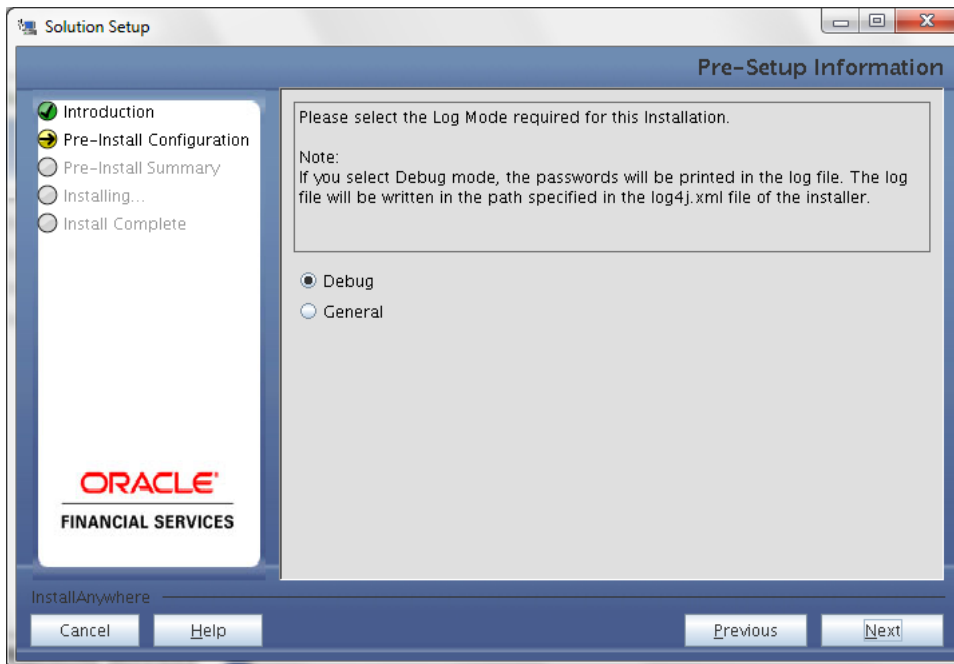 Solution Setup
Pre-Setup Information
Introduction
Pre-Install Configuration
Pre-Install Summary
Installing...
Install Complete
ORACLE'
FINANCIAL SERVICES
Please select the Log Mode required for this Installation.
Note:
If you select Debug mode, the passwords will be printed in the log file. The log
file will be written in the path specified in the log4j.xml file of the installer.
Debug
General
InstallAnywhere
Cancel
Help
Previous
Next